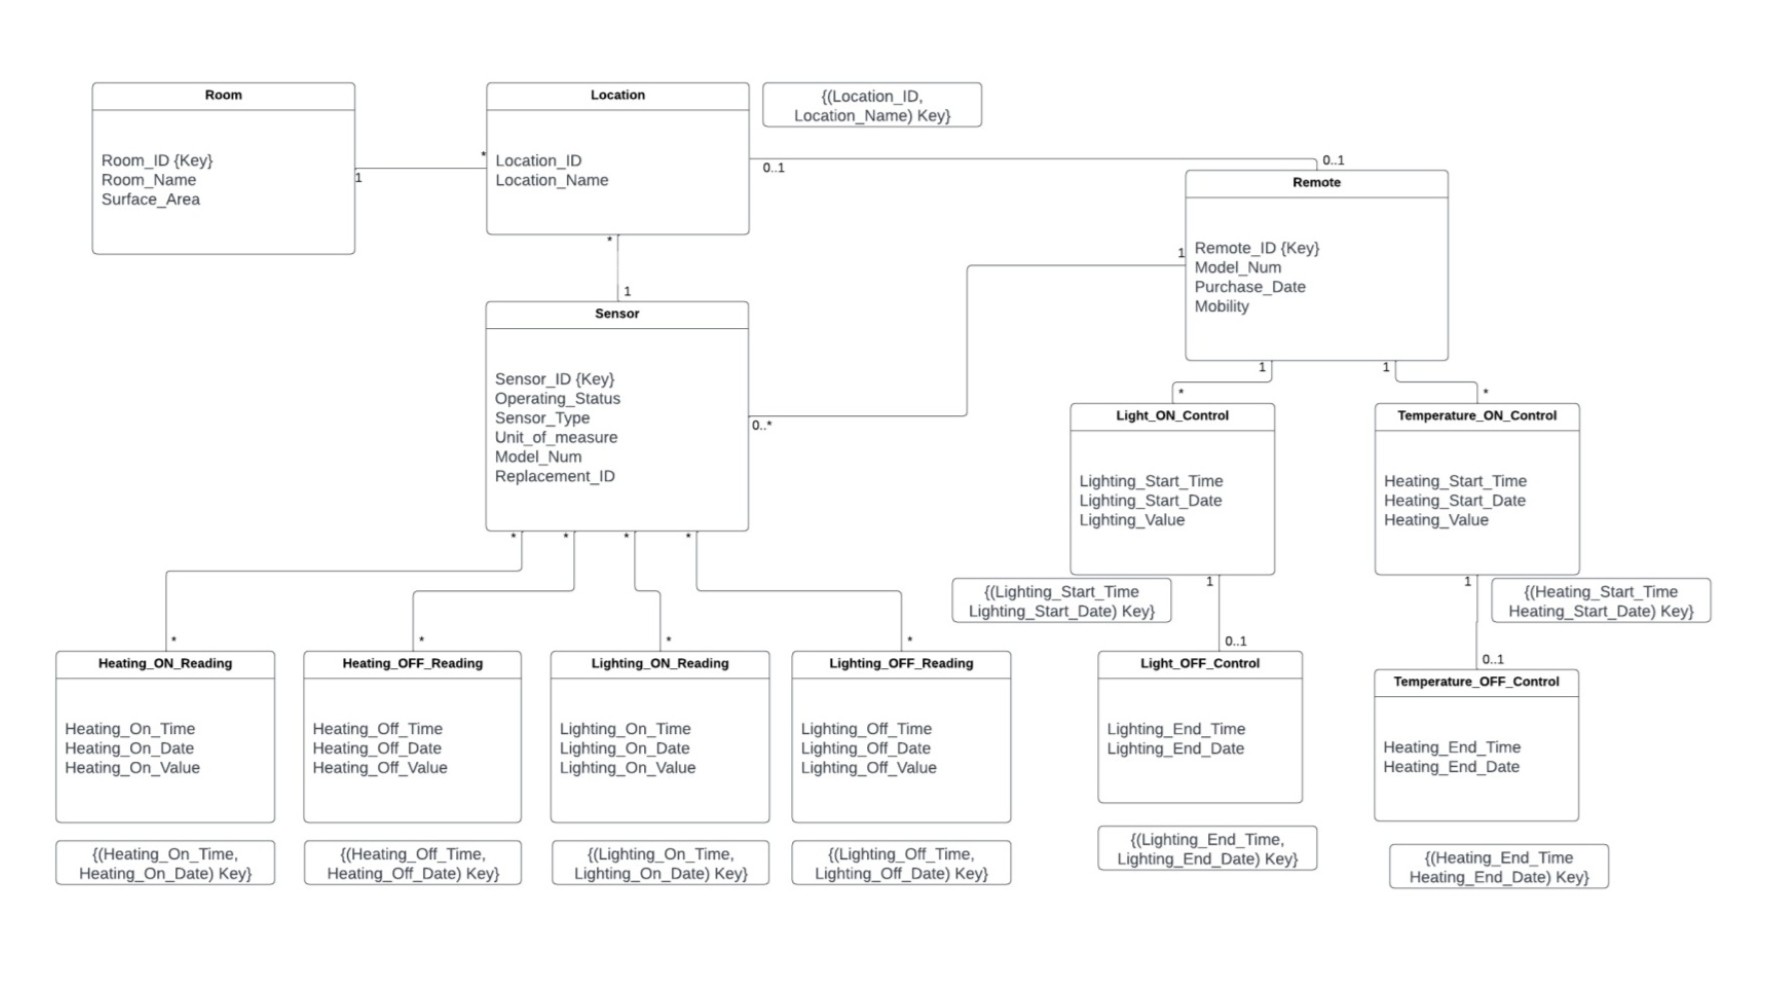 Room
Room_ID {Key}
Room_Name
Surface_Area
1
*
Location
Location_ID
Location_Name
{(Location_ID,
Location_Name) Key}
0..1
0..1
*
1
Remote
Remote_ID {Key}
Model_Num
Purchase_Date
Mobility
1
Sensor
Sensor_ID {Key}
Operating_Status
Sensor_Type
Unit_of_measure
Model_Num
Replacement_ID
0..*
1
*
1
*
Light_ON_Control
Lighting_Start_Time
Lighting_Start_Date
Lighting_Value
Temperature_ON_Control
Heating_Start_Time
Heating_Start_Date
Heating_Value
{(Lighting_Start_Time
Lighting_Start_Date) Key}
1
0..1
1
{(Heating_Start_Time
Heating_Start_Date) Key}
0..1
*
*
*
*
*
*
*
*
Heating_ON_Reading
Heating_On_Time
Heating_On_Date
Heating_On_Value
Heating_OFF_Reading
Heating_Off_Time
Heating_Off_Date
Heating_Off_Value
Lighting_ON_Reading
Lighting_On_Time
Lighting_On_Date
Lighting_On_Value
Lighting_OFF_Reading
Lighting_Off_Time
Lighting_Off_Date
Lighting_Off_Value
Light_OFF_Control
Lighting_End_Time
Lighting_End_Date
Temperature_OFF_Control
Heating_End_Time
Heating_End_Date
{(Heating_On_Time,
Heating_On_Date) Key}
{(Heating_Off_Time,
Heating_Off_Date) Key}
{(Lighting_On_Time,
Lighting_On_Date) Key}
{(Lighting_Off_Time,
Lighting_Off_Date) Key}
{(Lighting_End_Time,
Lighting_End_Date) Key}
{(Heating_End_Time
Heating_End_Date) Key}